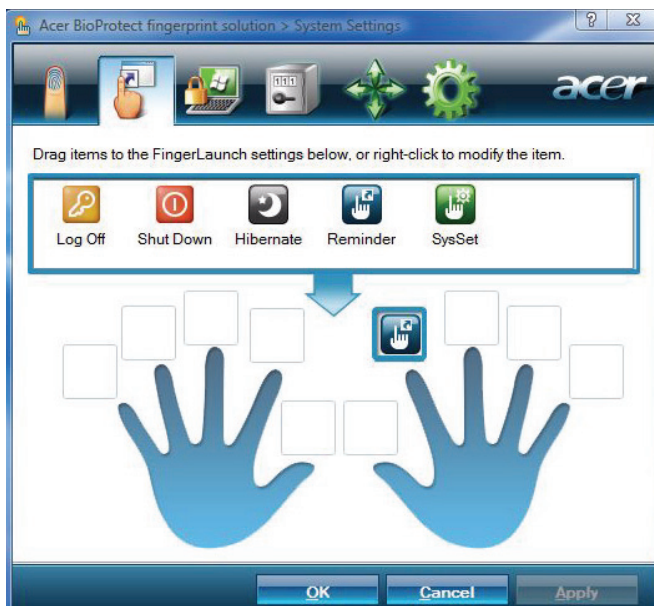 Acer BioProtect fingerprint solution > System Settings
acer
Drag items to the FingerLaunch settings below, or right-click to modify the item.
Log Off Shut Down Hibernate Reminder SysSet
OK Cancel Apply